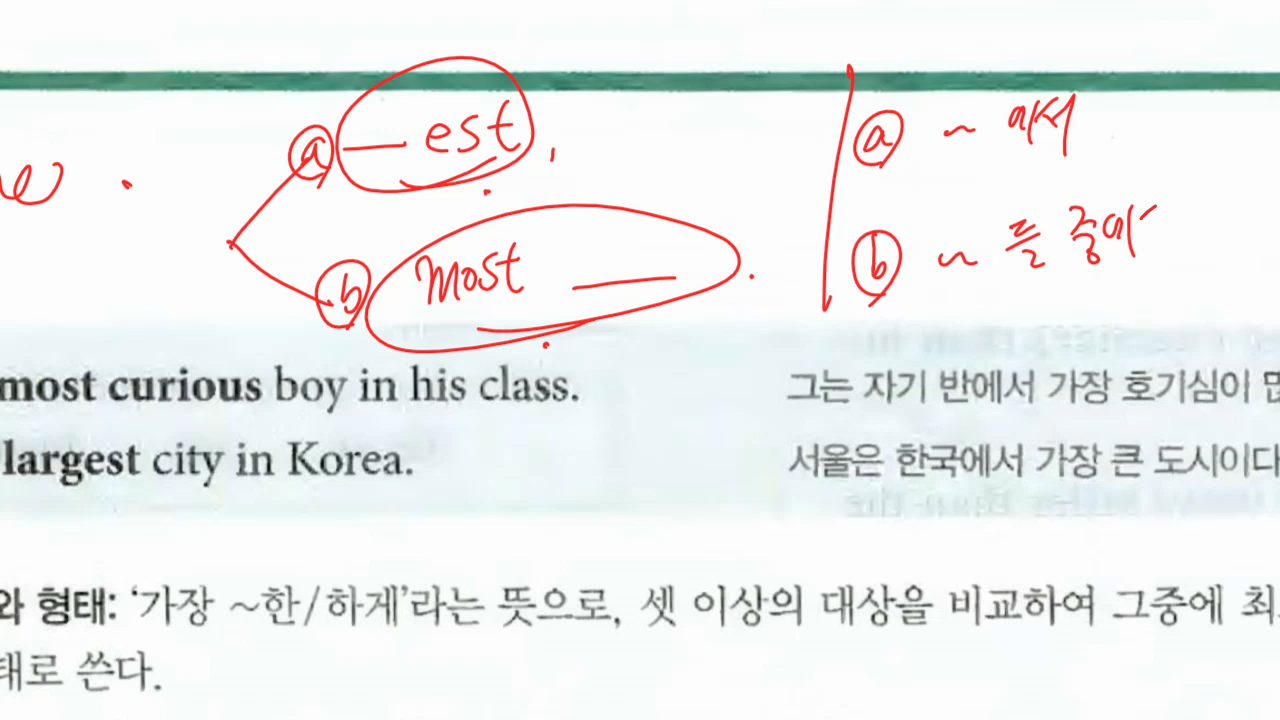 ⓐ __ est,
ⓑ most __.
ⓐ ~ 에서
ⓑ ~ 들 중에
most curious boy in his class.
그는 자기 반에서 가장 호기심이
largest city in Korea.
서울은 한국에서 가장 큰 도시이다
와 형태: ‘가장 ~한/하게’라는 뜻으로, 셋 이상의 대상을 비교하여 그중에 최
태로 쓴다.